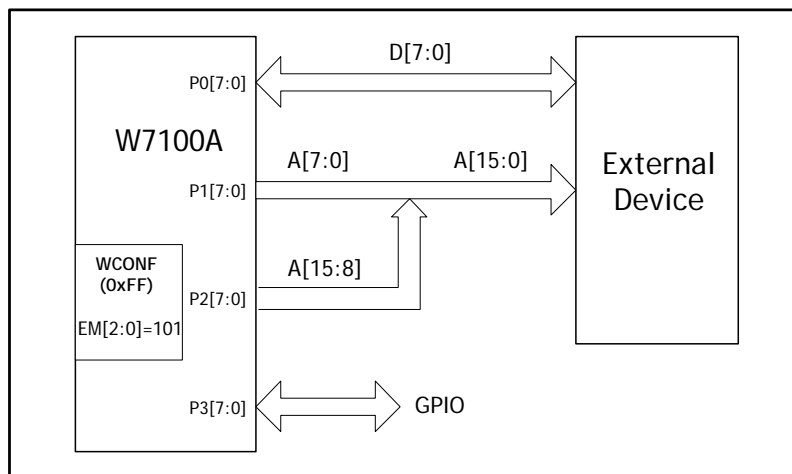 D[7:0]
P0[7:0]
W7100A
A[7:0]
A[15:0]
External
Device
P1[7:0]
WCONF
(0xFF)
A[15:8]
P2[7:0]
EM[2:0]=101
P3[7:0]
GPIO